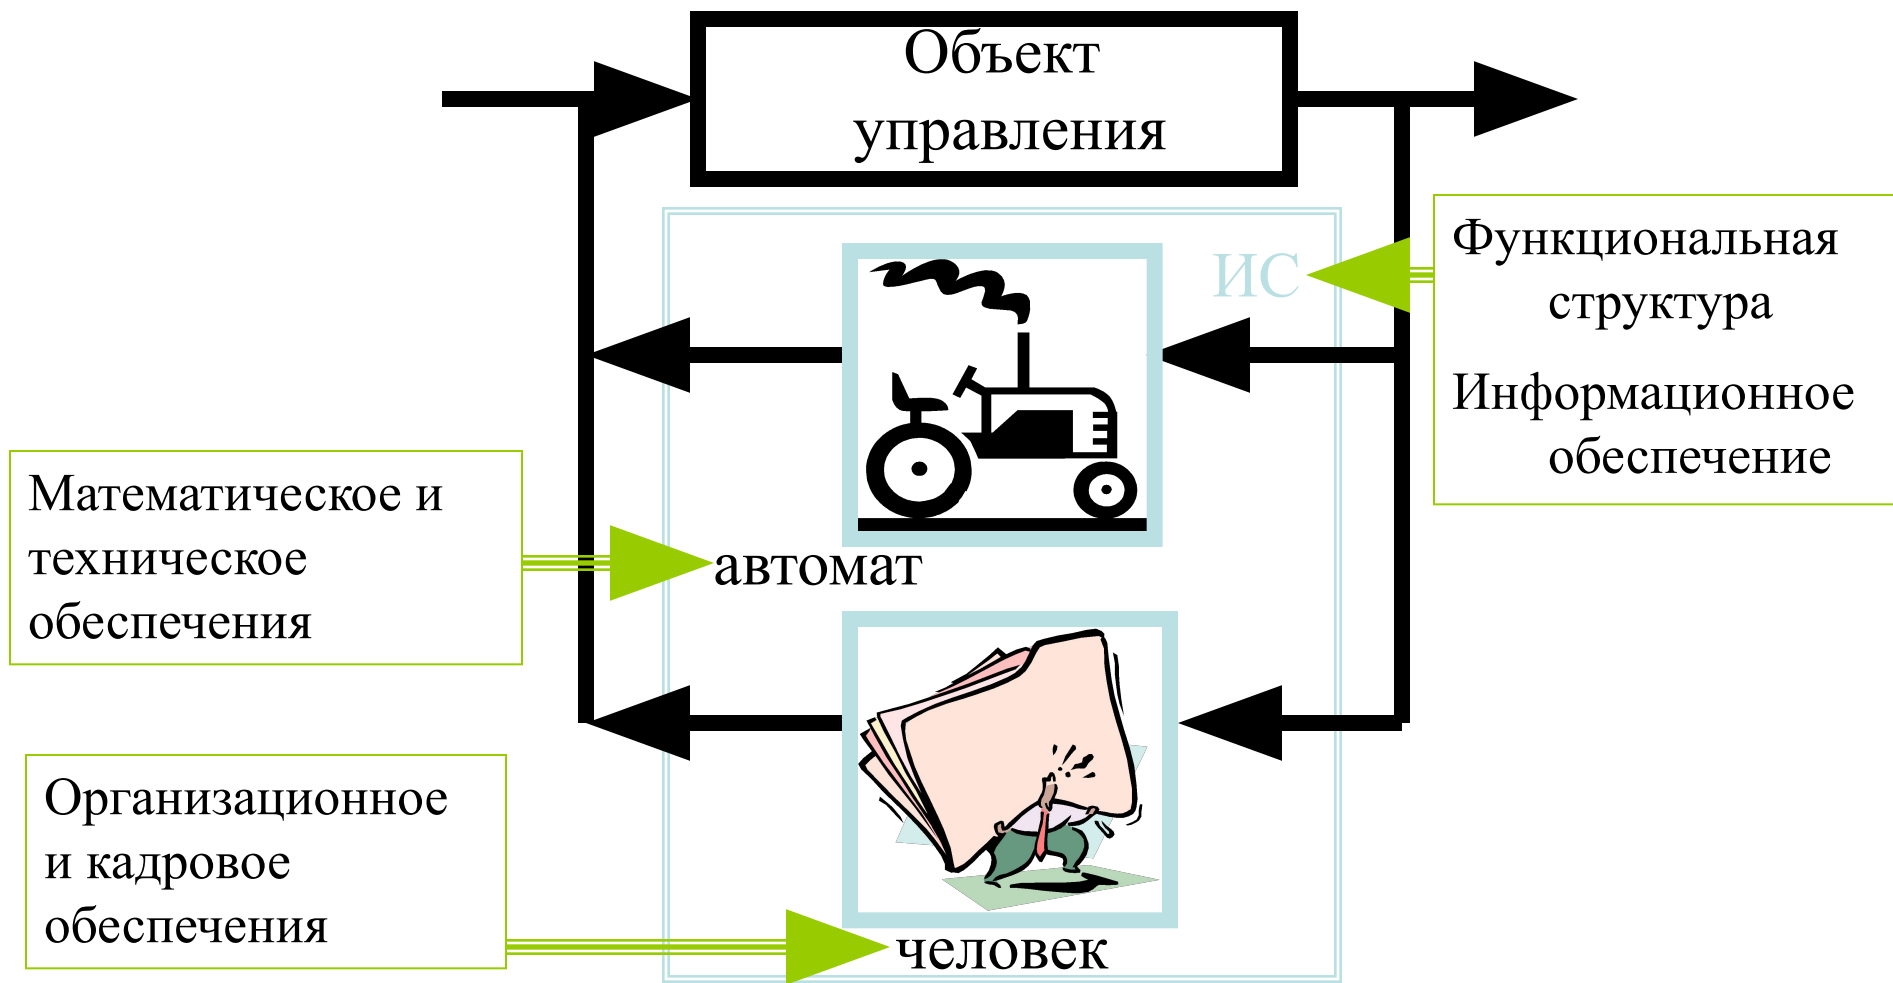 Объект
управления
ИС
Функциональная
структура
Информационное
обеспечение
Математическое и
техническое
обеспечения
автомат
Организационное
и кадровое
обеспечения
человек